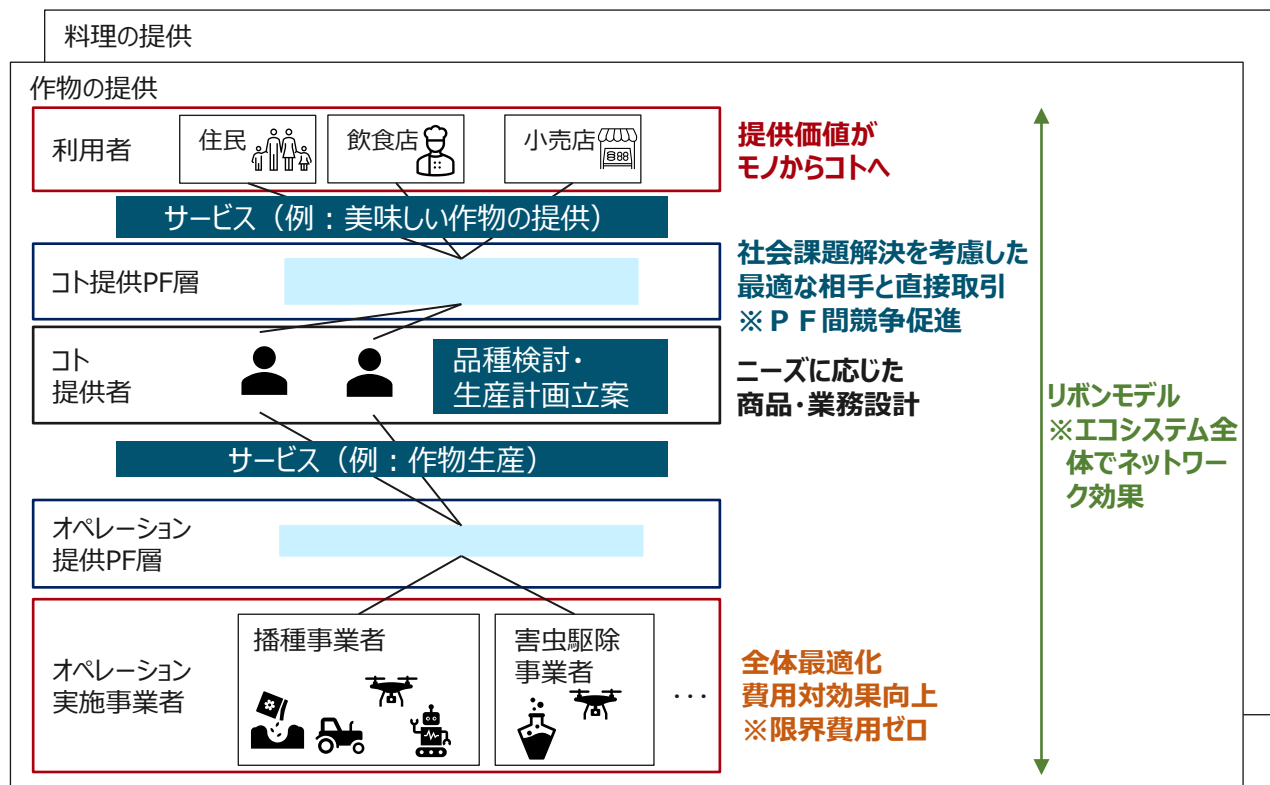 料理の提供
作物の提供
利用者
住民
飲食店
小売店
提供価値が
モノからコトへ
サービス（例：美味しい作物の提供）
コト提供PF層
社会課題解決を考慮した
最適な相手と直接取引
※ＰＦ間競争促進
コト
提供者
品種検討・
生産計画立案
ニーズに応じた
商品・業務設計
リボンモデル
※エコシステム全
体でネットワー
ク効果
サービス（例：作物生産）
オペレーション
提供PF層
オペレーション
実施事業者
播種事業者
害虫駆除
事業者
･･･
全体最適化
費用対効果向上
※限界費用ゼロ